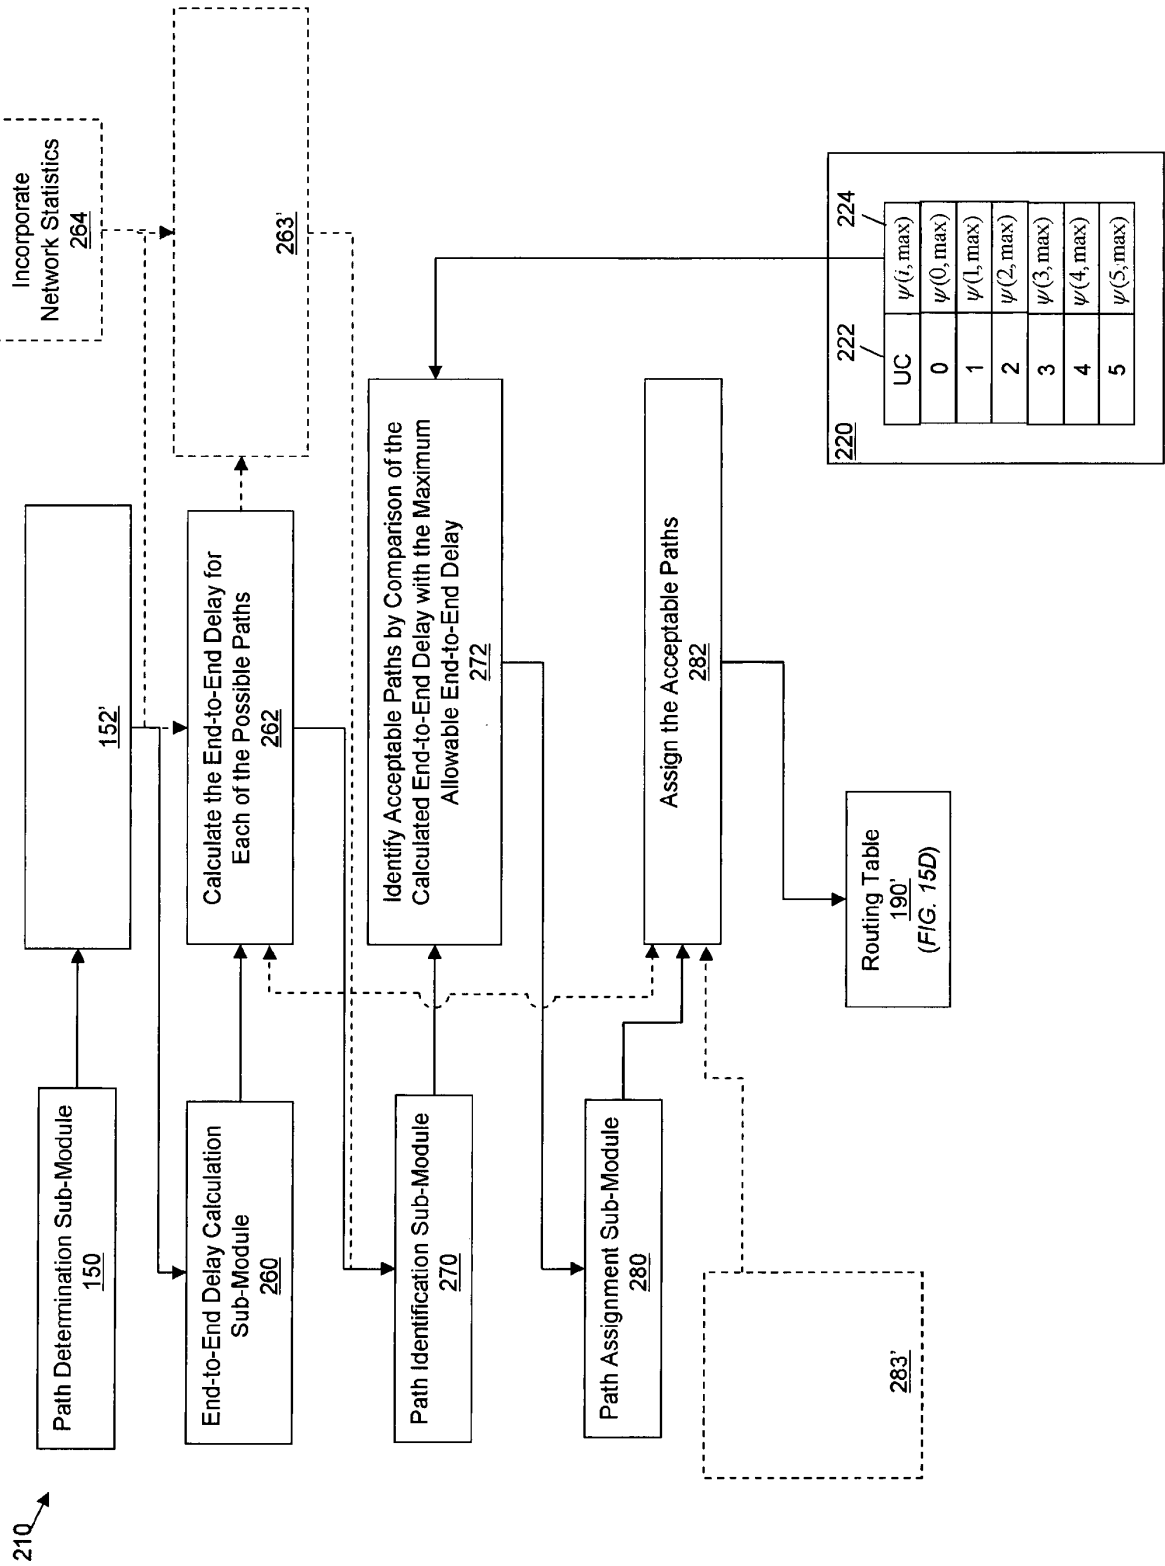 210
Path Determination Sub-Module
150
152'
Incorporate
Network Statistics
264
End-to-End Delay Calculation
Sub-Module
260
Calculate the End-to-End Delay for
Each of the Possible Paths
262
263'
Path Identification Sub-Module
270
Identify Acceptable Paths by Comparison of the
Calculated End-to-End Delay with the Maximum
Allowable End-to-End Delay
272
Path Assignment Sub-Module
280
Assign the Acceptable Paths
282
283'
Routing Table
190'
(FIG. 15D)
220
222
224
UC ψ(i, max)
0 ψ(0, max)
1 ψ(1, max)
2 ψ(2, max)
3 ψ(3, max)
4 ψ(4, max)
5 ψ(5, max)